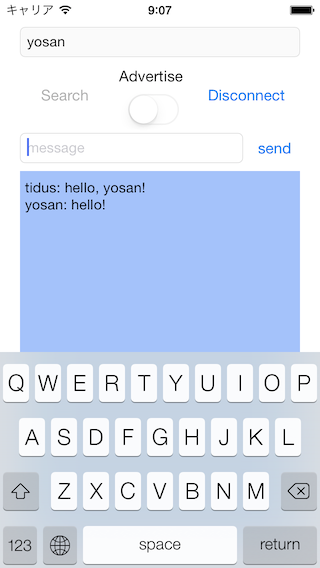 キャリア 9:07
yosan
Advertise
Search Disconnect
message send
tidus: hello, yosan!
yosan: hello!
Q W E R T Y U I O P
A S D F G H J K L
Z X C V B N M
123 space return